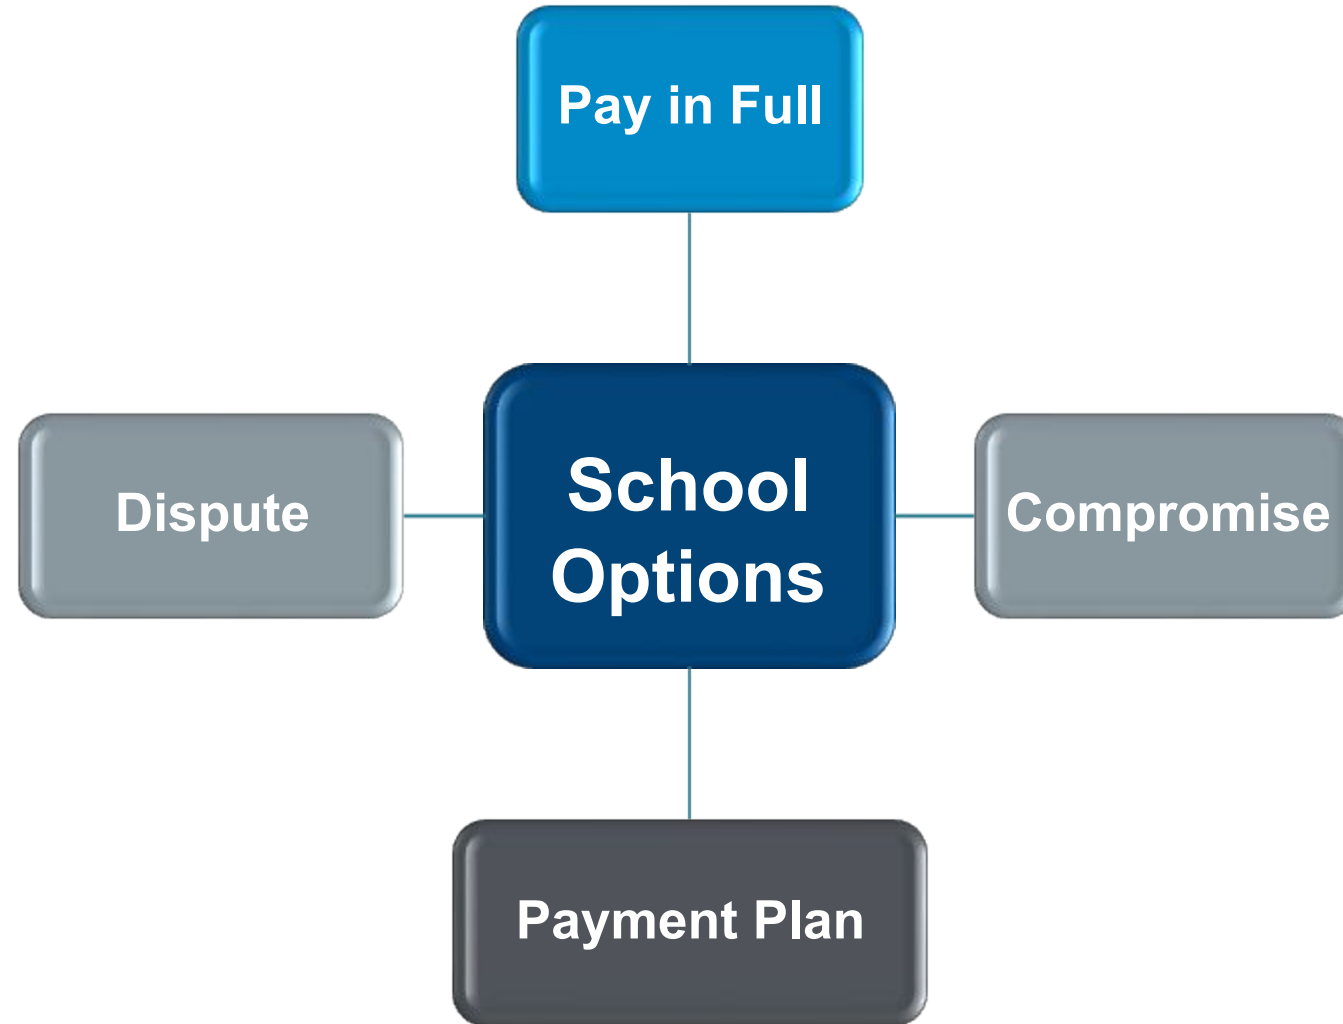 Pay in Full
Dispute
School
Options
Compromise
Payment Plan